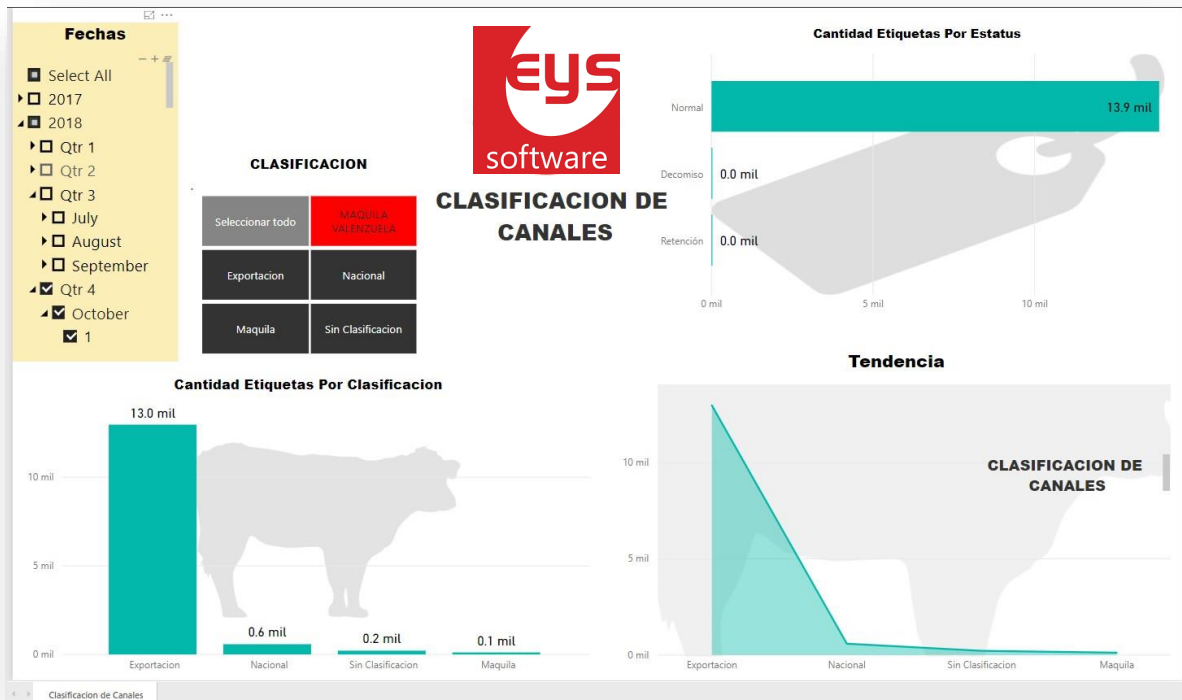 Fechas
Select All
2017
2018
Qtr 1
Qtr 2
Qtr 3
July
August
September
Qtr 4
October
1
CLASIFICACION
Seleccionar todo
MAQUILA
VALENZUELA
Exportacion
Nacional
Maquila
Sin Clasificacion
eys
software
CLASIFICACION DE
CANALES
Cantidad Etiquetas Por Estatus
Normal
13.9 mil
Decomiso
0.0 mil
Retención
0.0 mil
0 mil
5 mil
10 mil
Cantidad Etiquetas Por Clasificacion
13.0 mil
10 mil
5 mil
0.6 mil
0.2 mil
0.1 mil
0 mil
Exportacion
Nacional
Sin Clasificacion
Maquila
Tendencia
CLASIFICACION DE
CANALES
10 mil
5 mil
0 mil
Exportacion
Nacional
Sin Clasificacion
Maquila
Clasificacion de Canales